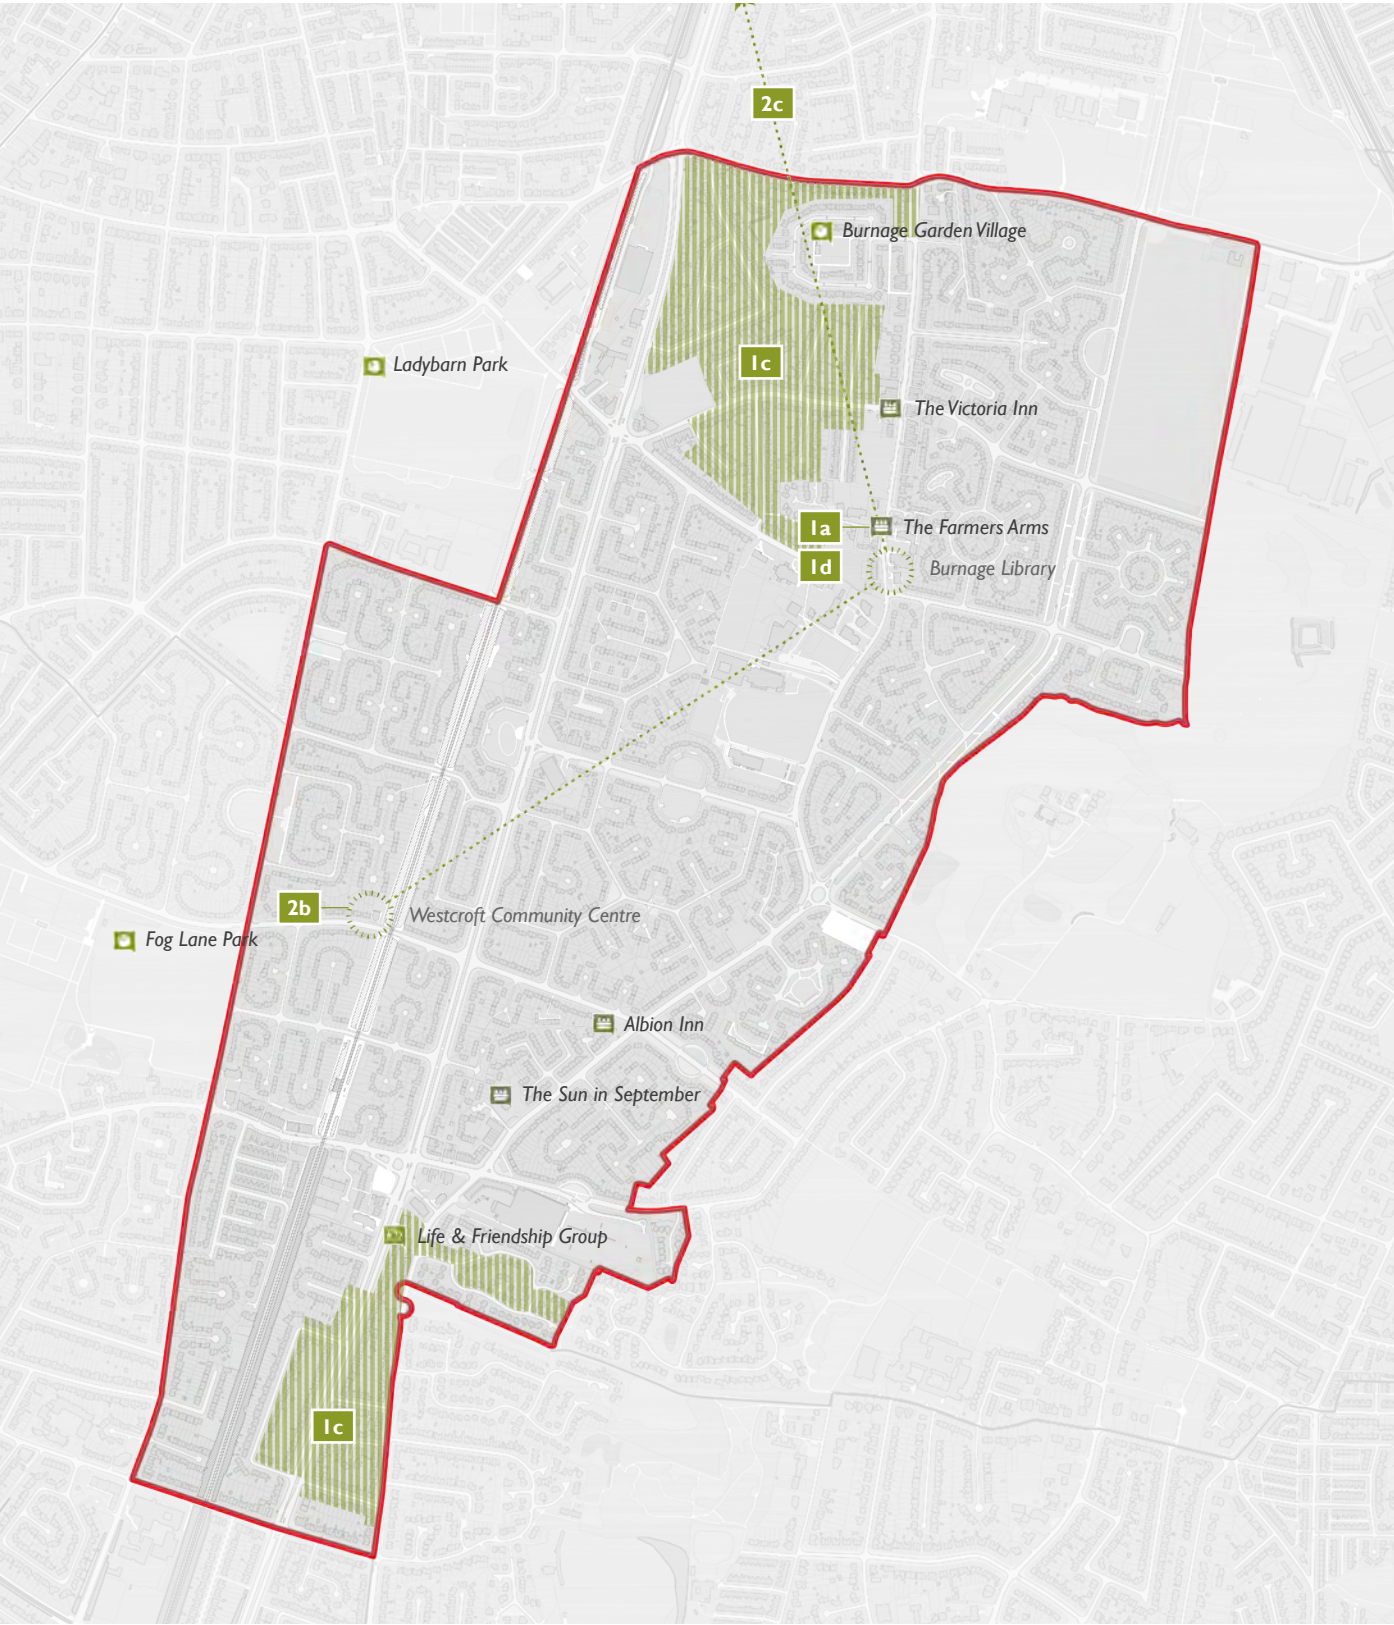 2c
Burnage Garden Village
Ladybarn Park
1c
The Victoria Inn
1a
The Farmers Arms
1d
Burnage Library
2b
Westcroft Community Centre
Fog Lane Park
Albion Inn
The Sun in September
Life & Friendship Group
1c